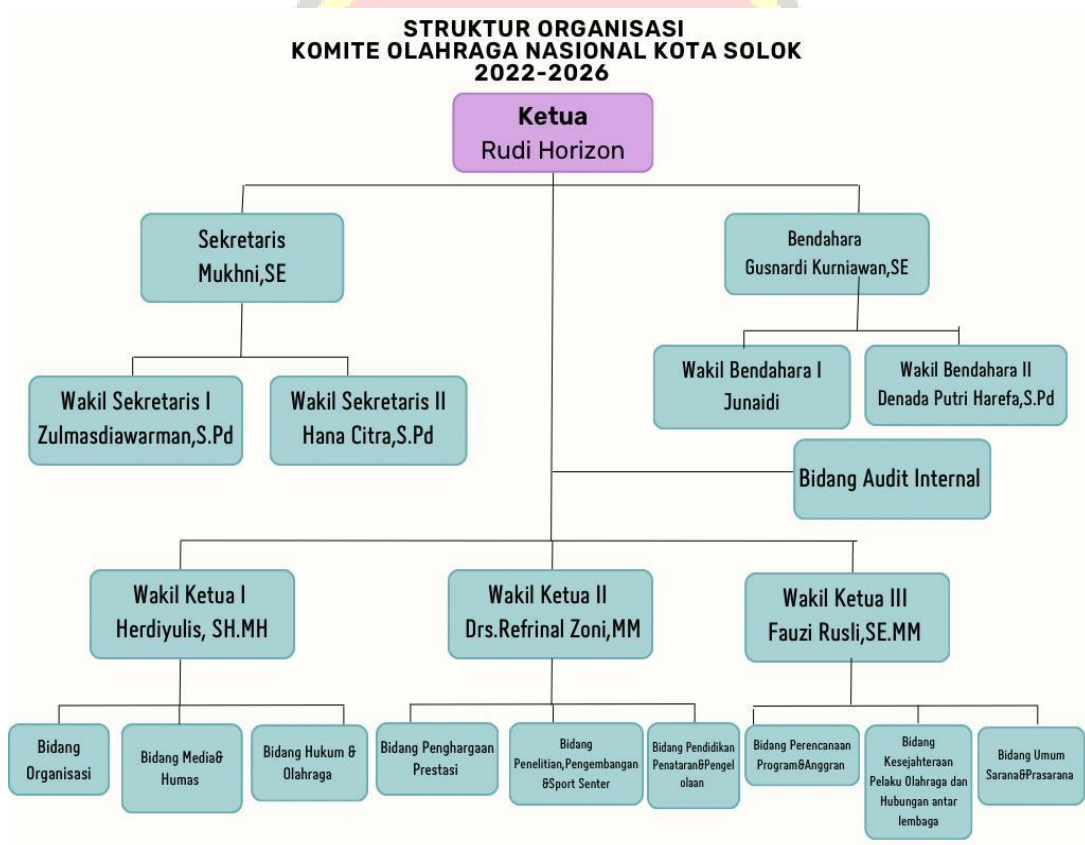 STRUKTUR ORGANISASI
KOMITE OLAHRAGA NASIONAL KOTA SOLOK
2022-2026
Ketua
Rudi Horizon
Sekretaris
Mukhni,SE
Bendahara
Gusnardi Kurniawan,SE
Wakil Sekretaris I
Zulmasdiawarman,S.Pd
Wakil Sekretaris II
Hana Citra,S.Pd
Wakil Bendahara I
Junaidi
Wakil Bendahara II
Denada Putri Harefa,S.Pd
Bidang Audit Internal
Wakil Ketua I
Herdiyulis, SH.MH
Wakil Ketua II
Drs.Refrinal Zoni,MM
Wakil Ketua III
Fauzi Rusli,SE.MM
Bidang
Organisasi
Bidang Media&
Humas
Bidang Hukum &
Olahraga
Bidang Penghargaan
Prestasi
Bidang
Penelitian,Pengembangan
&Sport Senter
Bidang Pendidikan
Penataran&Pengel
olaan
Bidang Perencanaan
Program&Anggran
Bidang
Kesejahteraan
Pelaku Olahraga dan
Hubungan antar
lembaga
Bidang Umum
Sarana&Prasarana